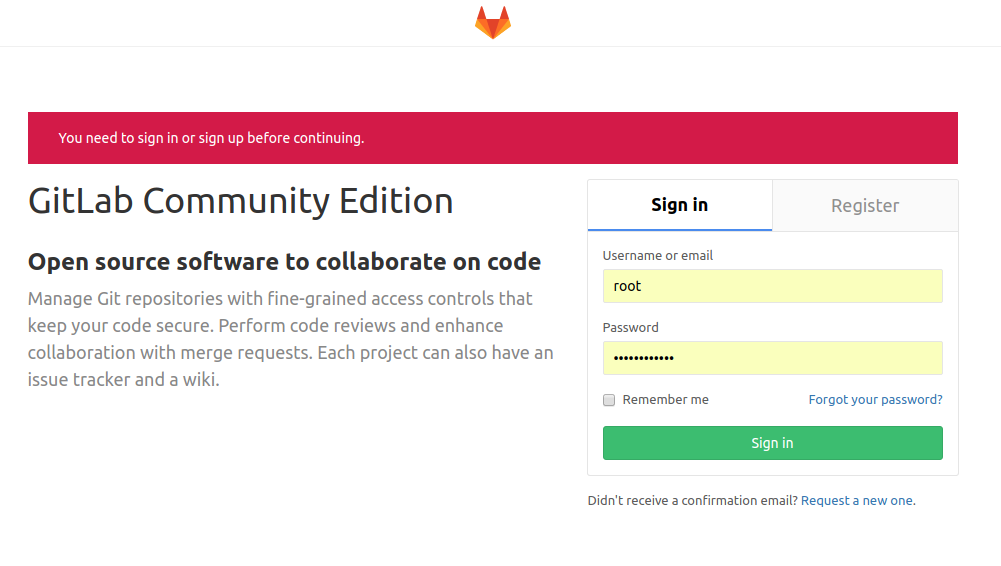 You need to sign in or sign up before continuing.
GitLab Community Edition
Open source software to collaborate on code
Manage Git repositories with fine-grained access controls that
keep your code secure. Perform code reviews and enhance
collaboration with merge requests. Each project can also have an
issue tracker and a wiki.
Sign in
Register
Username or email
root
Password
••••••••••••
Remember me
Forgot your password?
Sign in
Didn't receive a confirmation email? Request a new one.